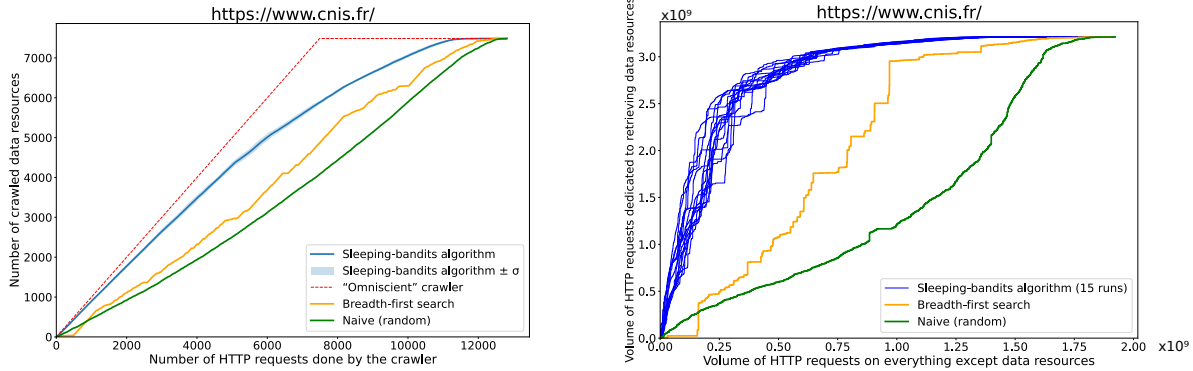 https://www.cnis.fr/
Number of crawled data resources
7000
6000
5000
4000
3000
2000
1000
0
Sleeping-bandits algorithm
Sleeping-bandits algorithm ± σ
“Omniscient” crawler
Breadth-first search
Naive (random)
0 2000 4000 6000 8000 10000 12000
Number of HTTP requests done by the crawler
https://www.cnis.fr/
x10⁹
Volume of HTTP requests dedicated to retrieving data resources
3.0
2.5
2.0
1.5
1.0
0.5
0.0
Sleeping-bandits algorithm (15 runs)
Breadth-first search
Naive (random)
0.00 0.25 0.50 0.75 1.00 1.25 1.50 1.75 2.00
x10⁹
Volume of HTTP requests on everything except data resources